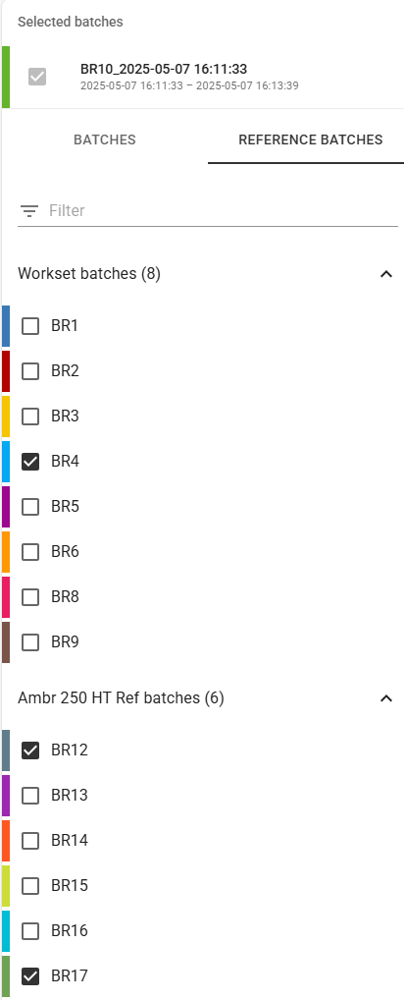 Selected batches
BR10_2025-05-07 16:11:33
2025-05-07 16:11:33 – 2025-05-07 16:13:39
BATCHES
REFERENCE BATCHES
Filter
Workset batches (8)
BR1
BR2
BR3
BR4
BR5
BR6
BR8
BR9
Ambr 250 HT Ref batches (6)
BR12
BR13
BR14
BR15
BR16
BR17